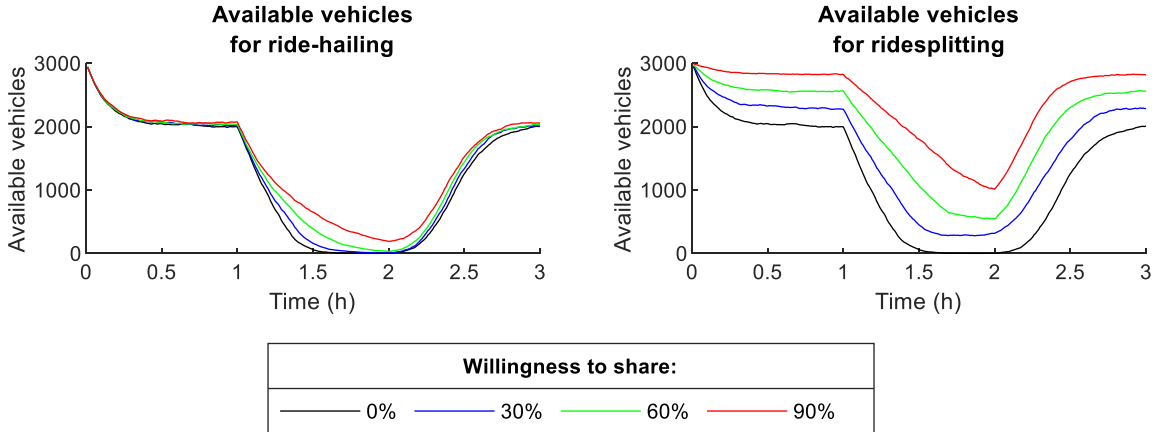 Available vehicles
for ride-hailing
Available vehicles
3000
2000
1000
0
0 0.5 1 1.5 2 2.5 3
Time (h)
Available vehicles
for ridesplitting
Available vehicles
3000
2000
1000
0
0 0.5 1 1.5 2 2.5 3
Time (h)
Willingness to share:
0% 30% 60% 90%